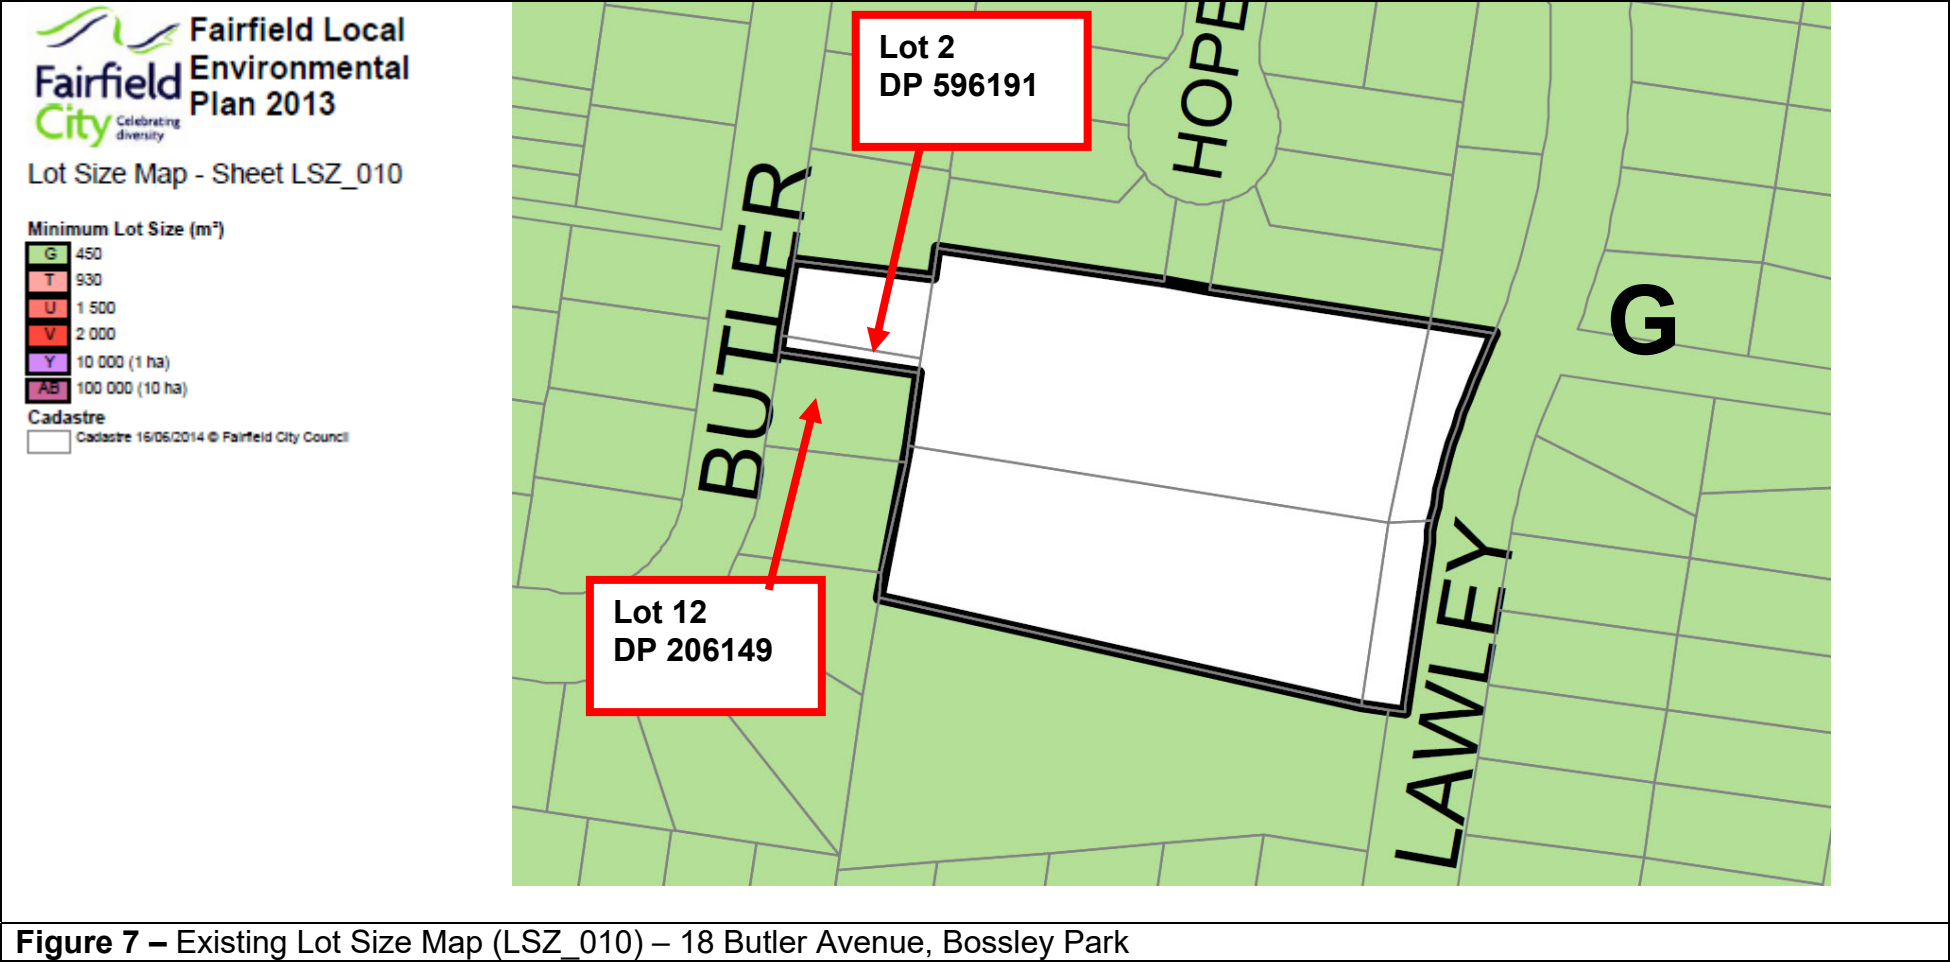 Fairfield
City
Celebrating
diversity
Fairfield Local
Environmental
Plan 2013
Lot Size Map - Sheet LSZ_010
Minimum Lot Size (m²)
G 450
T 930
U 1 500
V 2 000
Y 10 000 (1 ha)
AB 100 000 (10 ha)
Cadastre
Cadastre 16/06/2014 © Fairfield City Council
Lot 2
DP 596191
HOPE
BUTLER
G
Lot 12
DP 206149
LAWLEY
Figure 7 – Existing Lot Size Map (LSZ_010) – 18 Butler Avenue, Bossley Park